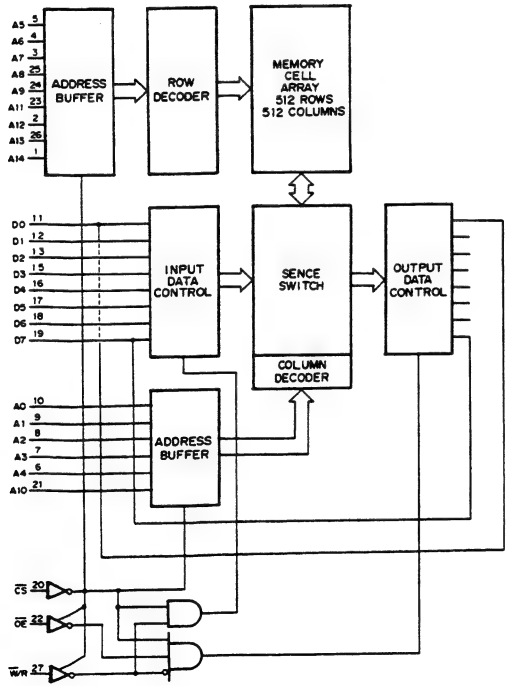 A5 5
A6 4
A7 3
A8 25
A9 24
A11 23
A12 2
A13 26
A14 1
ADDRESS
BUFFER
ROW
DECODER
MEMORY
CELL
ARRAY
512 ROWS
512 COLUMNS
D0 11
D1 12
D2 13
D3 15
D4 16
D5 17
D6 18
D7 19
INPUT
DATA
CONTROL
SENCE
SWITCH
OUTPUT
DATA
CONTROL
COLUMN
DECODER
A0 10
A1 9
A2 8
A3 7
A4 6
A10 21
ADDRESS
BUFFER
C̅S̅ 20
O̅E̅ 22
W̅/R 27